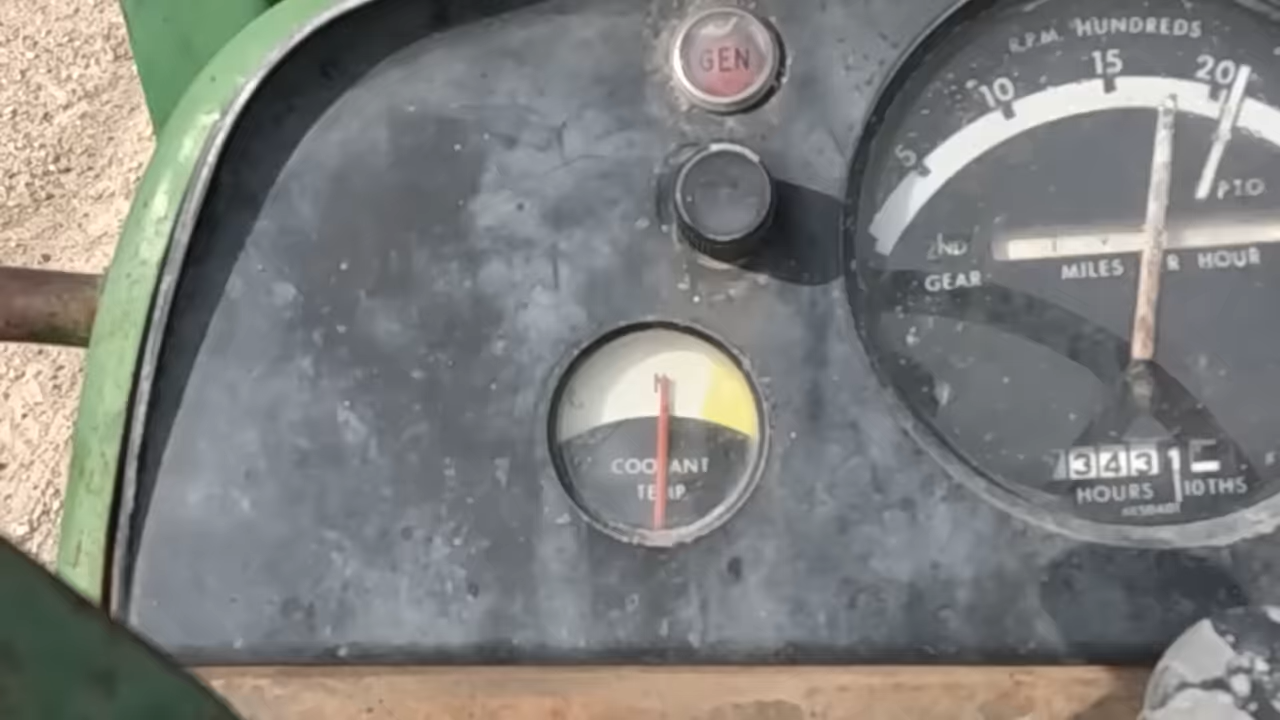 GEN
R.P.M. HUNDREDS
5 10 15 20
PTO
2ND
GEAR
MILES R HOUR
N
COOLANT
TEMP
3431
HOURS 10THS